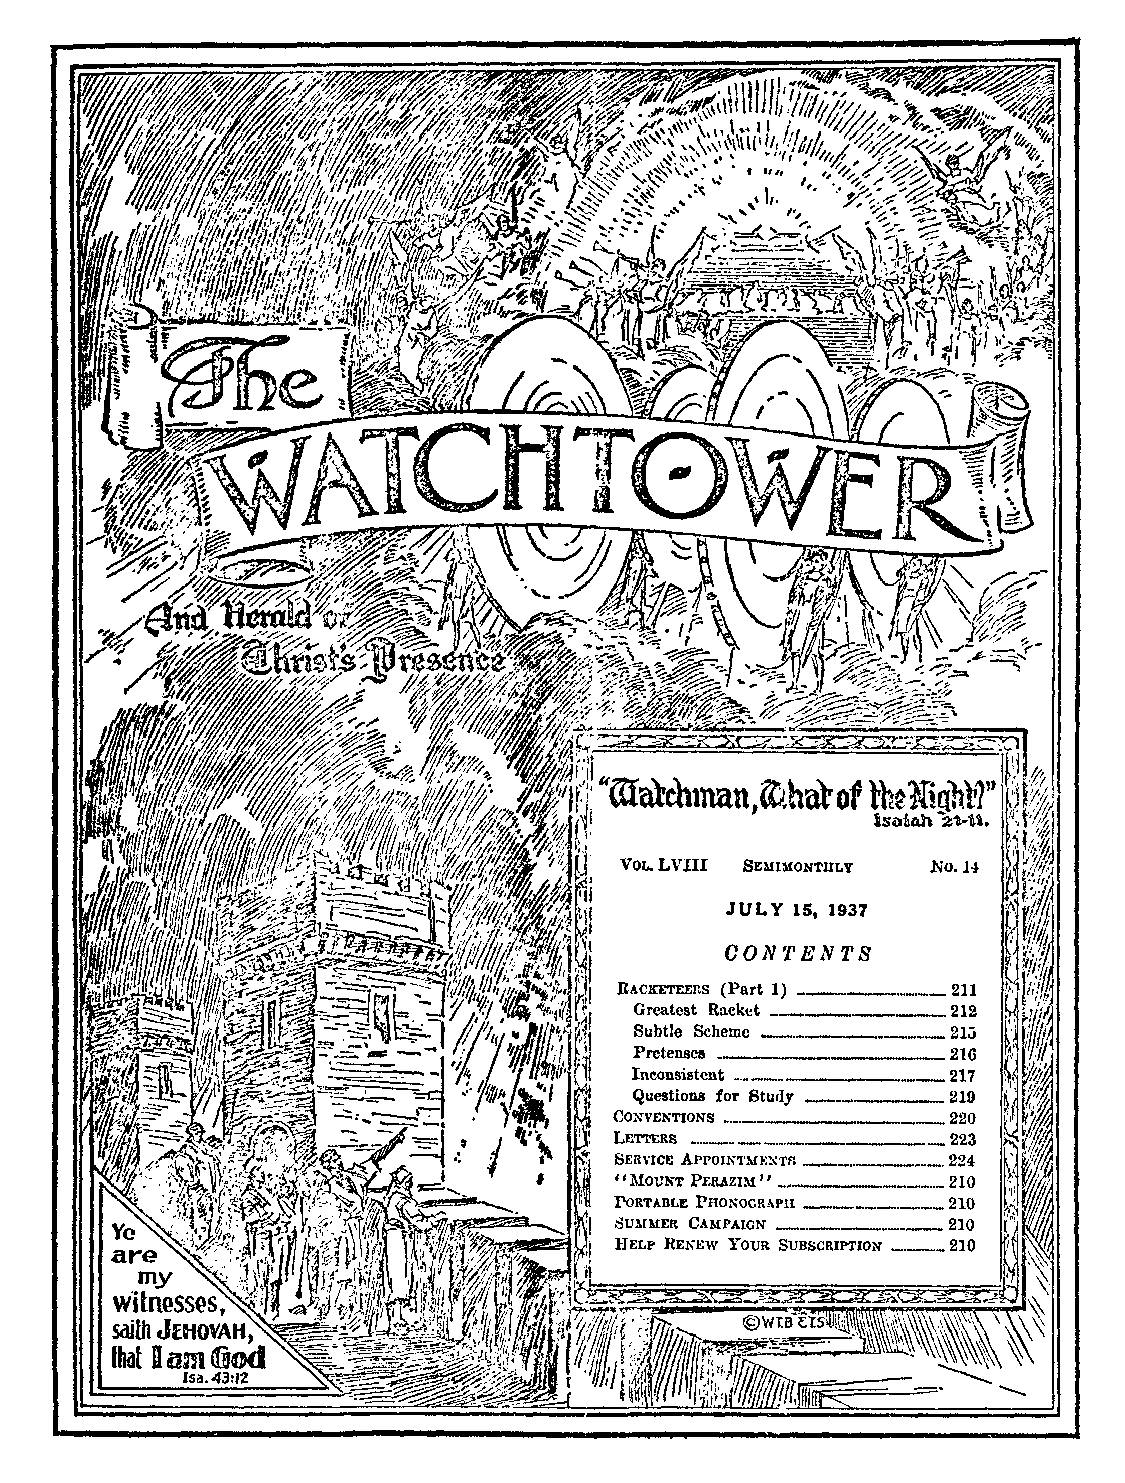 The
WATCHTOWER
And Herald of
Christ's Presence
"Watchman, What of the Night?"
Isaiah 21-11.
VOL. LVIII SEMIMONTHLY No. 14
JULY 15, 1937
CONTENTS
RACKETEERS (Part 1) 211
Greatest Racket 212
Subtle Scheme 215
Pretenses 216
Inconsistent 217
Questions for Study 219
CONVENTIONS 220
LETTERS 223
SERVICE APPOINTMENTS 224
"MOUNT PERAZIM" 210
PORTABLE PHONOGRAPH 210
SUMMER CAMPAIGN 210
HELP RENEW YOUR SUBSCRIPTION 210
Ye
are
my
witnesses,
saith JEHOVAH,
that I am God
Isa. 43:12
©W.T.B. & T.S.